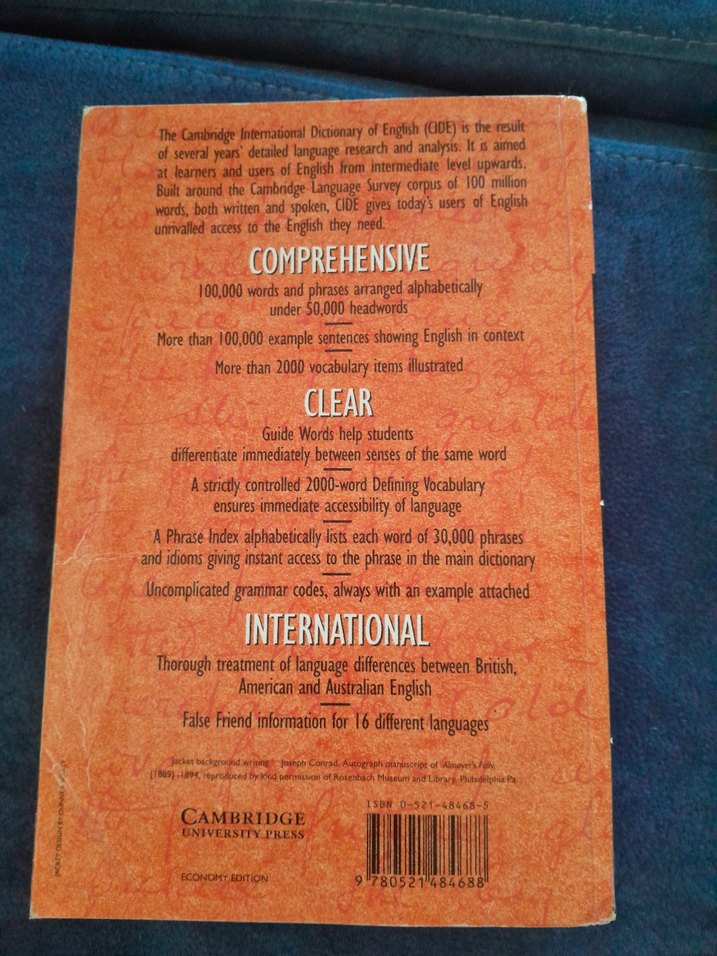 The Cambridge International Dictionary of English (CIDE) is the result
of several years' detailed language research and analysis. It is aimed
at learners and users of English from intermediate level upwards.
Built around the Cambridge Language Survey corpus of 100 million
words, both written and spoken, CIDE gives today's users of English
unrivalled access to the English they need.
COMPREHENSIVE
100,000 words and phrases arranged alphabetically
under 50,000 headwords
More than 100,000 example sentences showing English in context
More than 2000 vocabulary items illustrated
CLEAR
Guide Words help students
differentiate immediately between senses of the same word
A strictly controlled 2000-word Defining Vocabulary
ensures immediate accessibility of language
A Phrase Index alphabetically lists each word of 30,000 phrases
and idioms giving instant access to the phrase in the main dictionary
Uncomplicated grammar codes, always with an example attached
INTERNATIONAL
Thorough treatment of language differences between British,
American and Australian English
False Friend information for 16 different languages
Jacket background writing: Joseph Conrad. Autograph manuscript of Almayer's Folly,
[1889]-1894, reproduced by kind permission of Rosenbach Museum and Library, Philadelphia Pa.
CAMBRIDGE
UNIVERSITY PRESS
ECONOMY EDITION
ISBN 0-521-48468-5
9 780521 484688
JACKET DESIGN BY